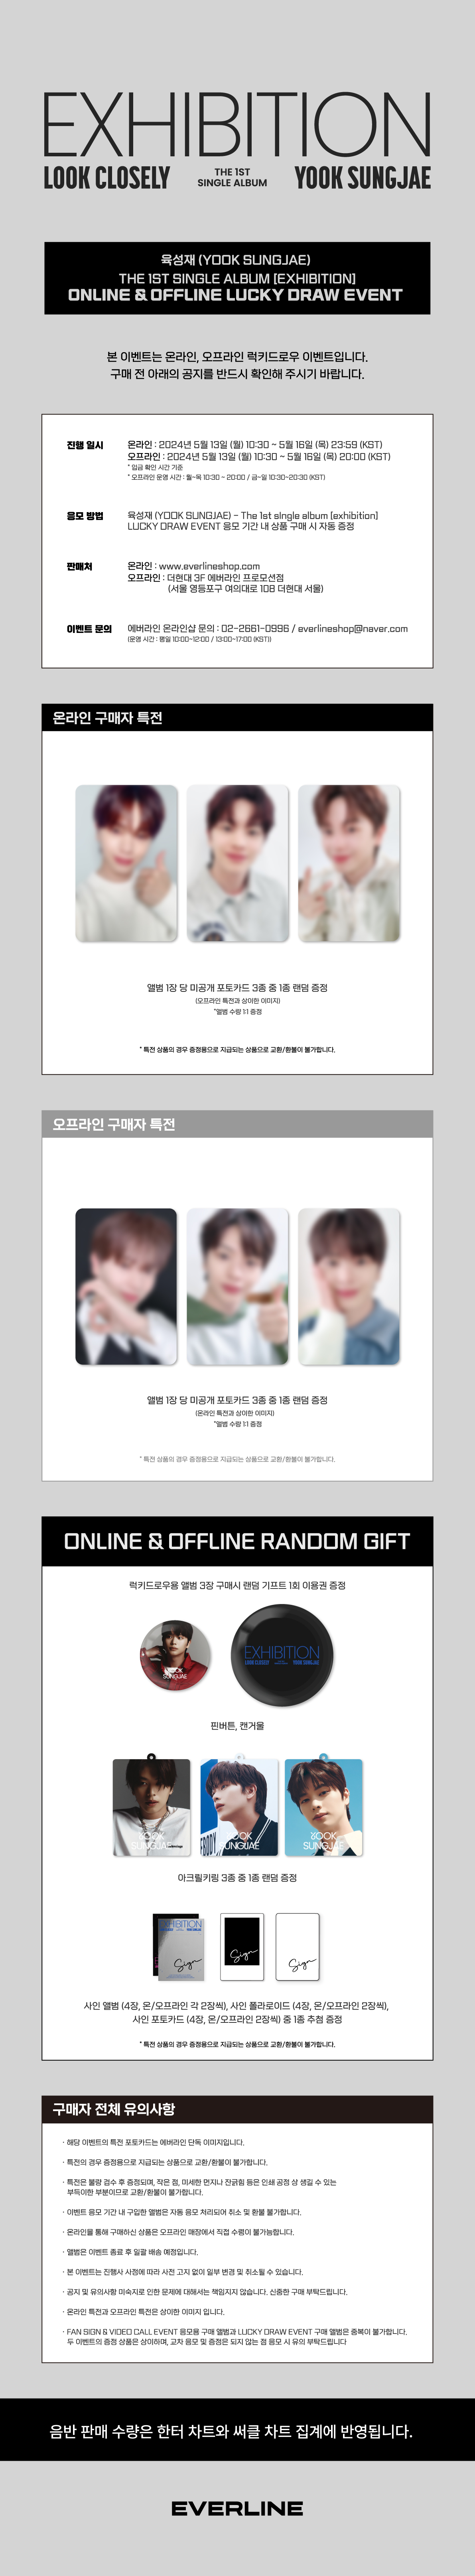 EXHIBITION
LOOK CLOSELY
THE 1ST
SINGLE ALBUM
YOOK SUNGJAE
육성재 (YOOK SUNGJAE)
THE 1ST SINGLE ALBUM [EXHIBITION]
ONLINE & OFFLINE LUCKY DRAW EVENT
본 이벤트는 온라인, 오프라인 럭키드로우 이벤트입니다.
구매 전 아래의 공지를 반드시 확인해 주시기 바랍니다.
진행 일시
온라인 : 2024년 5월 13일 (월) 10:30 ~ 5월 16일 (목) 23:59 (KST)
오프라인 : 2024년 5월 13일 (월) 10:30 ~ 5월 16일 (목) 20:00 (KST)
* 입금 확인 시간 기준
* 오프라인 운영 시간 : 월~목 10:30 ~ 20:00 / 금~일 10:30~20:30 (KST)
응모 방법
육성재 (YOOK SUNGJAE) - The 1st sIngle album [exhibition]
LUCKY DRAW EVENT 응모 기간 내 상품 구매 시 자동 증정
판매처
온라인 : www.everlineshop.com
오프라인 : 더현대 3F 에버라인 프로모션점
(서울 영등포구 여의대로 108 더현대 서울)
이벤트 문의
에버라인 온라인샵 문의 : 02-2661-0996 / everlineshop@naver.com
(운영 시간 : 평일 10:00~12:00 / 13:00~17:00 (KST))
온라인 구매자 특전
앨범 1장 당 미공개 포토카드 3종 중 1종 랜덤 증정
(오프라인 특전과 상이한 이미지)
*앨범 수량 1:1 증정
* 특전 상품의 경우 증정용으로 지급되는 상품으로 교환/환불이 불가합니다.
오프라인 구매자 특전
앨범 1장 당 미공개 포토카드 3종 중 1종 랜덤 증정
(온라인 특전과 상이한 이미지)
*앨범 수량 1:1 증정
* 특전 상품의 경우 증정용으로 지급되는 상품으로 교환/환불이 불가합니다.
ONLINE & OFFLINE RANDOM GIFT
럭키드로우용 앨범 3장 구매시 랜덤 기프트 1회 이용권 증정
YOOK
SUNGJAE
EXHIBITION
LOOK CLOSELY
YOOK SUNGJAE
핀버튼, 캔거울
YOOK
SUNGJAE
YOOK
SUNGJAE
YOOK
SUNGJAE
아크릴키링 3종 중 1종 랜덤 증정
EXHIBITION
Sign
Sign
Sign
사인 앨범 (4장, 온/오프라인 각 2장씩), 사인 폴라로이드 (4장, 온/오프라인 2장씩),
사인 포토카드 (4장, 온/오프라인 2장씩) 중 1종 추첨 증정
* 특전 상품의 경우 증정용으로 지급되는 상품으로 교환/환불이 불가합니다.
구매자 전체 유의사항
· 해당 이벤트의 특전 포토카드는 에버라인 단독 이미지입니다.
· 특전의 경우 증정용으로 지급되는 상품으로 교환/환불이 불가합니다.
· 특전은 불량 검수 후 증정되며, 작은 점, 미세한 먼지나 잔긁힘 등은 인쇄 공정 상 생길 수 있는
부득이한 부분이므로 교환/환불이 불가합니다.
· 이벤트 응모 기간 내 구입한 앨범은 자동 응모 처리되어 취소 및 환불 불가합니다.
· 온라인을 통해 구매하신 상품은 오프라인 매장에서 직접 수령이 불가능합니다.
· 앨범은 이벤트 종료 후 일괄 배송 예정입니다.
· 본 이벤트는 진행사 사정에 따라 사전 고지 없이 일부 변경 및 취소될 수 있습니다.
· 공지 및 유의사항 미숙지로 인한 문제에 대해서는 책임지지 않습니다. 신중한 구매 부탁드립니다.
· 온라인 특전과 오프라인 특전은 상이한 이미지 입니다.
· FAN SIGN & VIDEO CALL EVENT 응모용 구매 앨범과 LUCKY DRAW EVENT 구매 앨범은 중복이 불가합니다.
두 이벤트의 증정 상품은 상이하며, 교차 응모 및 증정은 되지 않는 점 응모 시 유의 부탁드립니다
음반 판매 수량은 한터 차트와 써클 차트 집계에 반영됩니다.
EVERLINE